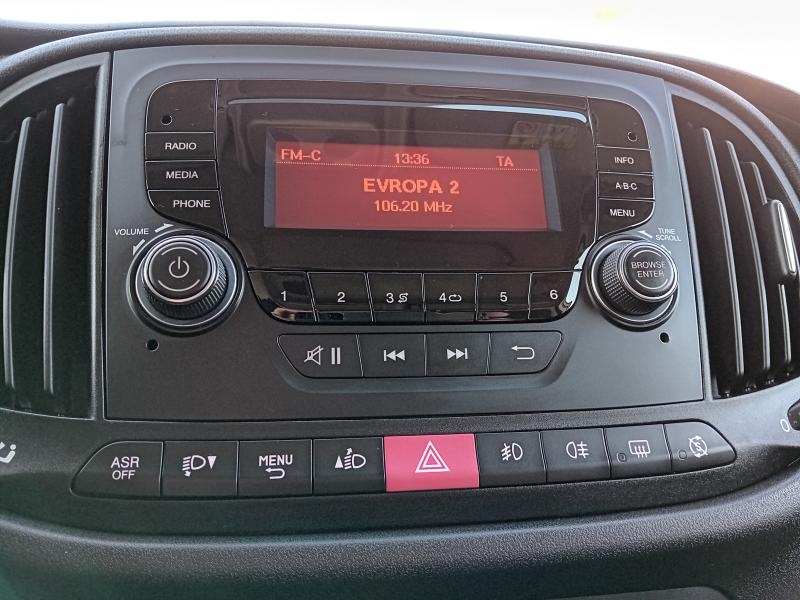 FM-C 13:36 TA
EVROPA 2
106.20 MHz
RADIO
MEDIA
PHONE
INFO
A·B·C
MENU
VOLUME
TUNE
SCROLL
BROWSE
ENTER
1 2 3 4 5 6
ASR
OFF
MENU
0